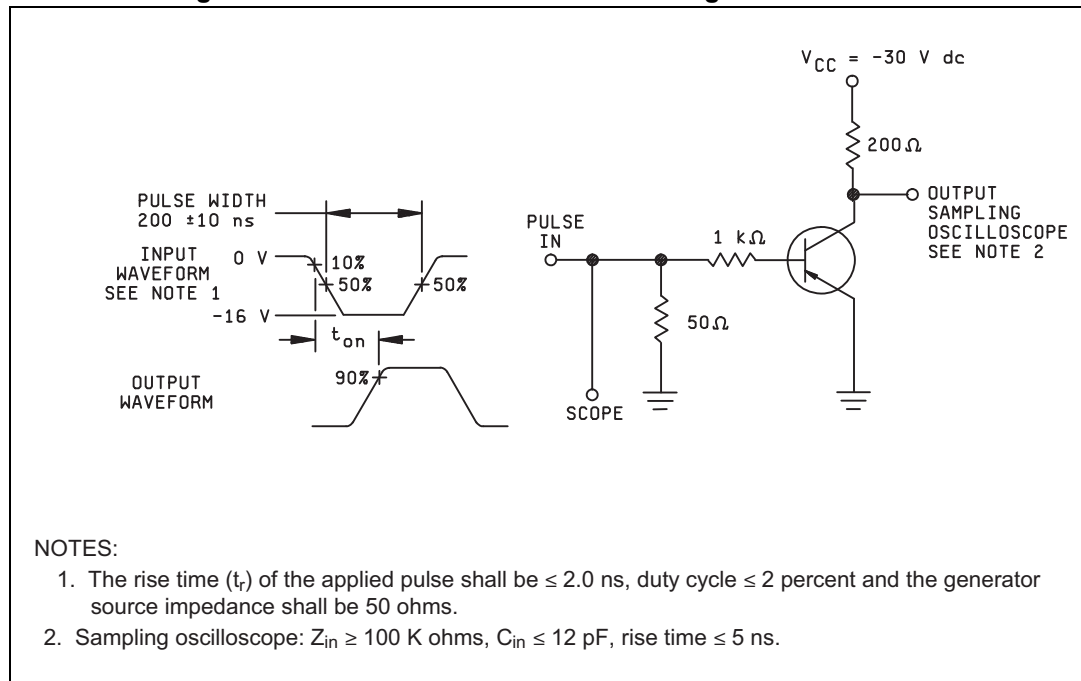 V_CC = -30 V dc
200Ω
OUTPUT
SAMPLING
OSCILLOSCOPE
SEE NOTE 2
PULSE WIDTH
200 ±10 ns
INPUT
WAVEFORM
SEE NOTE 1
0 V
10%
50%
50%
-16 V
t_on
90%
OUTPUT
WAVEFORM
PULSE
IN
1 kΩ
50Ω
SCOPE
NOTES:
1. The rise time (t_r) of the applied pulse shall be ≤ 2.0 ns, duty cycle ≤ 2 percent and the generator
source impedance shall be 50 ohms.
2. Sampling oscilloscope: Z_in ≥ 100 K ohms, C_in ≤ 12 pF, rise time ≤ 5 ns.